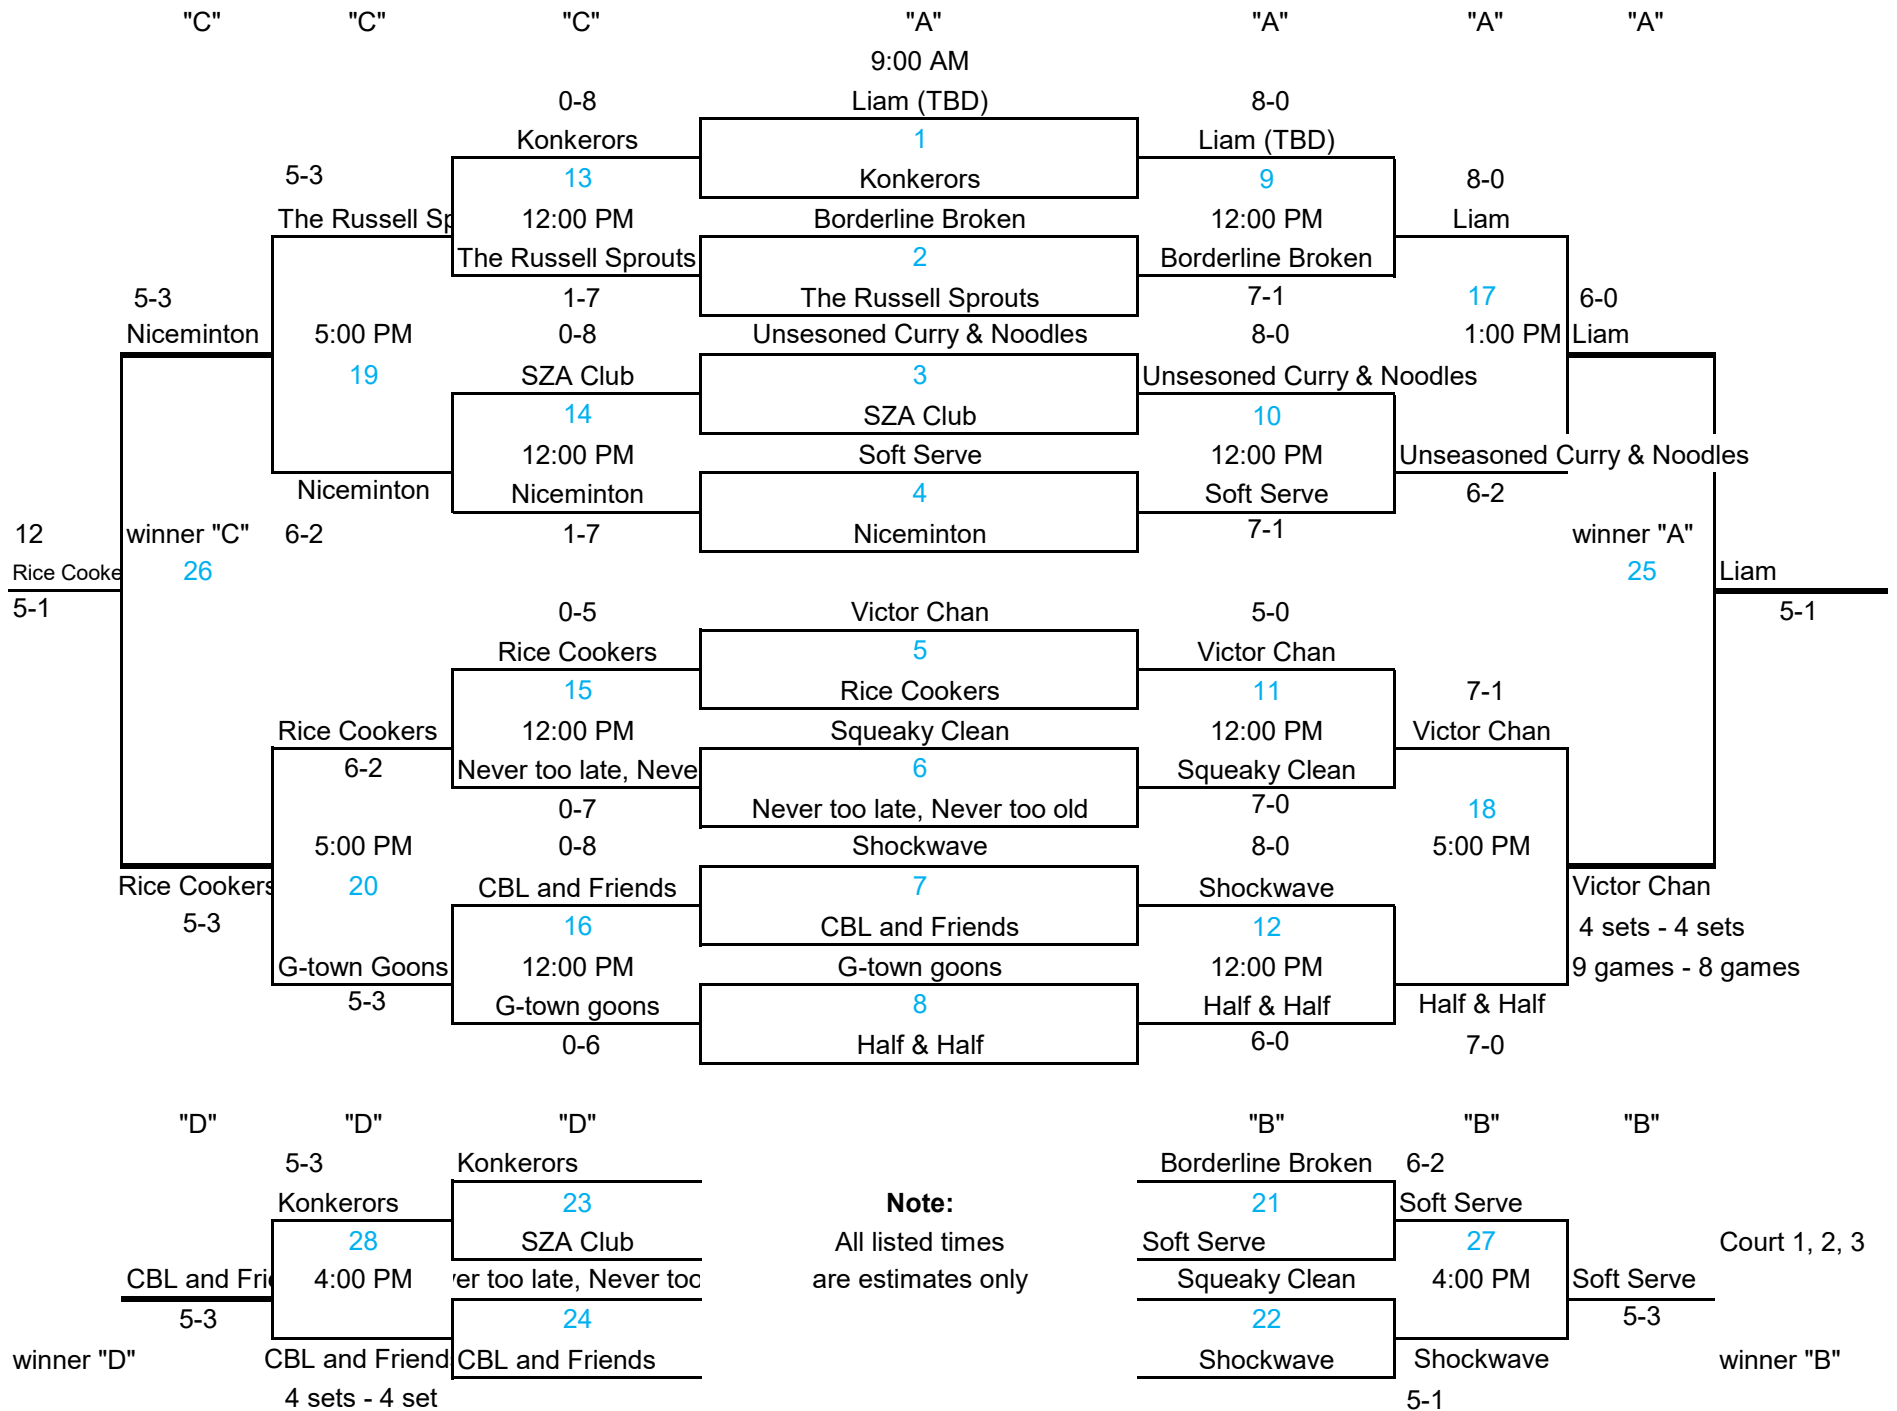 "C" "C" "C" "A" "A" "A" "A"
9:00 AM
0-8 Liam (TBD) 8-0
Konkerors 1 Liam (TBD)
5-3 13 Konkerors 9 8-0
The Russell Sp 12:00 PM Borderline Broken 12:00 PM Liam
The Russell Sprouts 2 Borderline Broken
5-3 1-7 The Russell Sprouts 7-1 17 6-0
Niceminton 5:00 PM 0-8 Unsesoned Curry & Noodles 8-0 1:00 PM Liam
19 SZA Club 3 Unsesoned Curry & Noodles
14 SZA Club 10
12:00 PM Soft Serve 12:00 PM Unseasoned Curry & Noodles
Niceminton Niceminton 4 Soft Serve 6-2
12 winner "C" 6-2 1-7 Niceminton 7-1 winner "A"
Rice Cooke 26 25 Liam
5-1 0-5 Victor Chan 5-0 5-1
Rice Cookers 5 Victor Chan
15 Rice Cookers 11 7-1
Rice Cookers 12:00 PM Squeaky Clean 12:00 PM Victor Chan
6-2 Never too late, Neve 6 Squeaky Clean
0-7 Never too late, Never too old 7-0 18
5:00 PM 0-8 Shockwave 8-0 5:00 PM
Rice Cookers 20 CBL and Friends 7 Shockwave Victor Chan
5-3 16 CBL and Friends 12 4 sets - 4 sets
G-town Goons 12:00 PM G-town goons 12:00 PM 9 games - 8 games
5-3 G-town goons 8 Half & Half Half & Half
0-6 Half & Half 6-0 7-0
"D" "D" "D" "B" "B" "B"
5-3 Konkerors Borderline Broken 6-2
Konkerors 23 Note: 21 Soft Serve
28 SZA Club All listed times Soft Serve 27 Court 1, 2, 3
CBL and Frie 4:00 PM er too late, Never too are estimates only Squeaky Clean 4:00 PM Soft Serve
5-3 24 22 5-3
winner "D" CBL and Friend CBL and Friends Shockwave Shockwave winner "B"
4 sets - 4 set 5-1